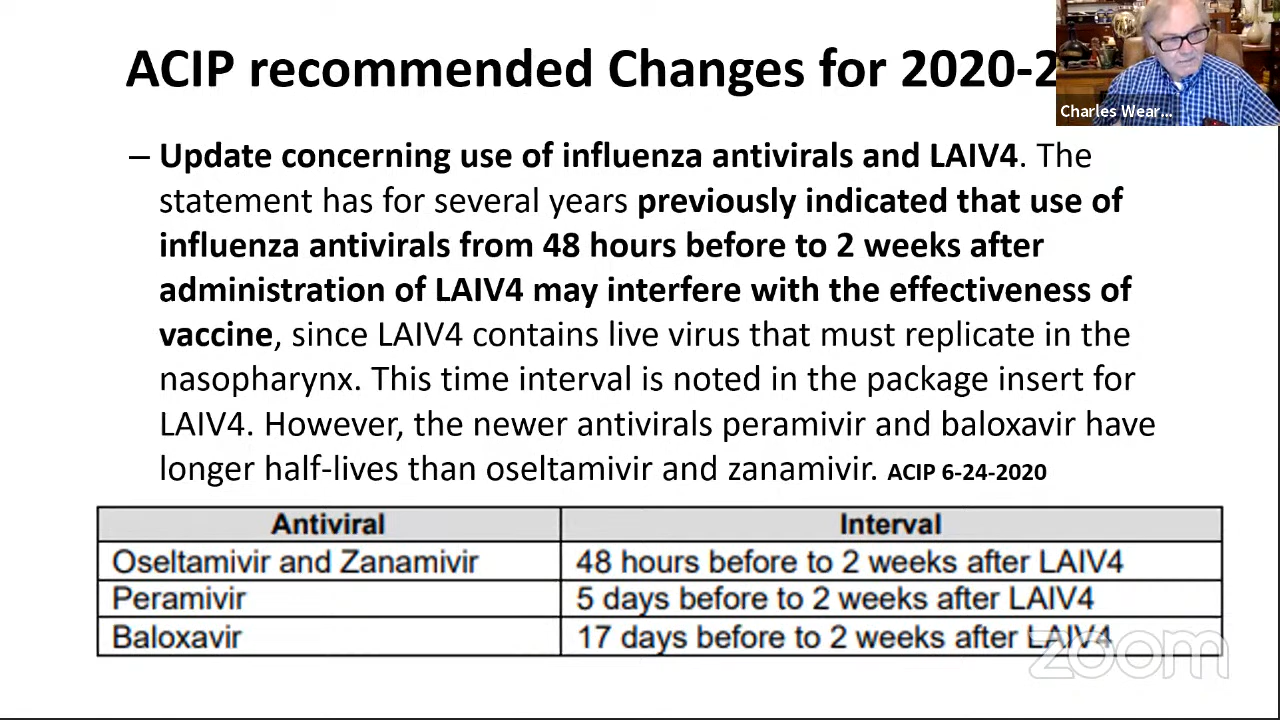 ACIP recommended Changes for 2020-2
Charles Wear...
– Update concerning use of influenza antivirals and LAIV4. The
statement has for several years previously indicated that use of
influenza antivirals from 48 hours before to 2 weeks after
administration of LAIV4 may interfere with the effectiveness of
vaccine, since LAIV4 contains live virus that must replicate in the
nasopharynx. This time interval is noted in the package insert for
LAIV4. However, the newer antivirals peramivir and baloxavir have
longer half-lives than oseltamivir and zanamivir. ACIP 6-24-2020
Antiviral Interval
Oseltamivir and Zanamivir 48 hours before to 2 weeks after LAIV4
Peramivir 5 days before to 2 weeks after LAIV4
Baloxavir 17 days before to 2 weeks after LAIV4
zoom